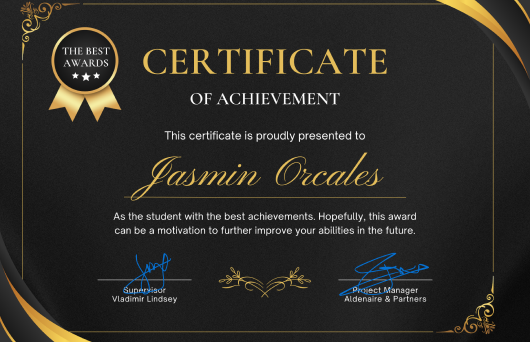 THE BEST
AWARDS
CERTIFICATE
OF ACHIEVEMENT
This certificate is proudly presented to
Jasmin Orcales
As the student with the best achievements. Hopefully, this award
can be a motivation to further improve your abilities in the future.
Supervisor
Vladimir Lindsey
Project Manager
Aldenaire & Partners